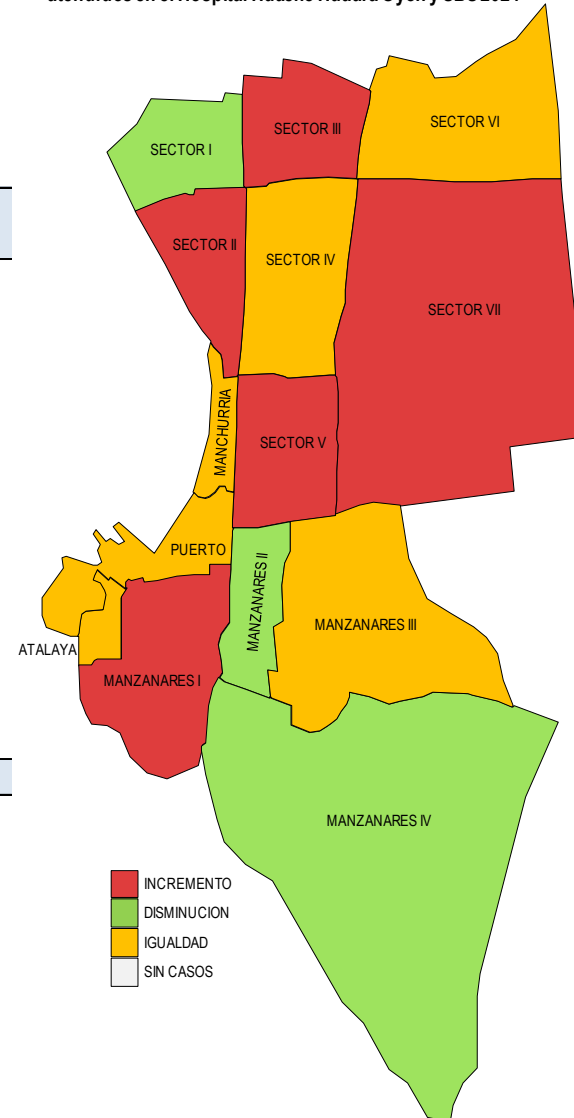 SECTOR VI
SECTOR III
SECTOR I
SECTOR II
SECTOR IV
SECTOR VII
MANCHURRIA
SECTOR V
PUERTO
MANZANARES II
MANZANARES III
ATALAYA
MANZANARES I
MANZANARES IV
INCREMENTO
DISMINUCION
IGUALDAD
SIN CASOS